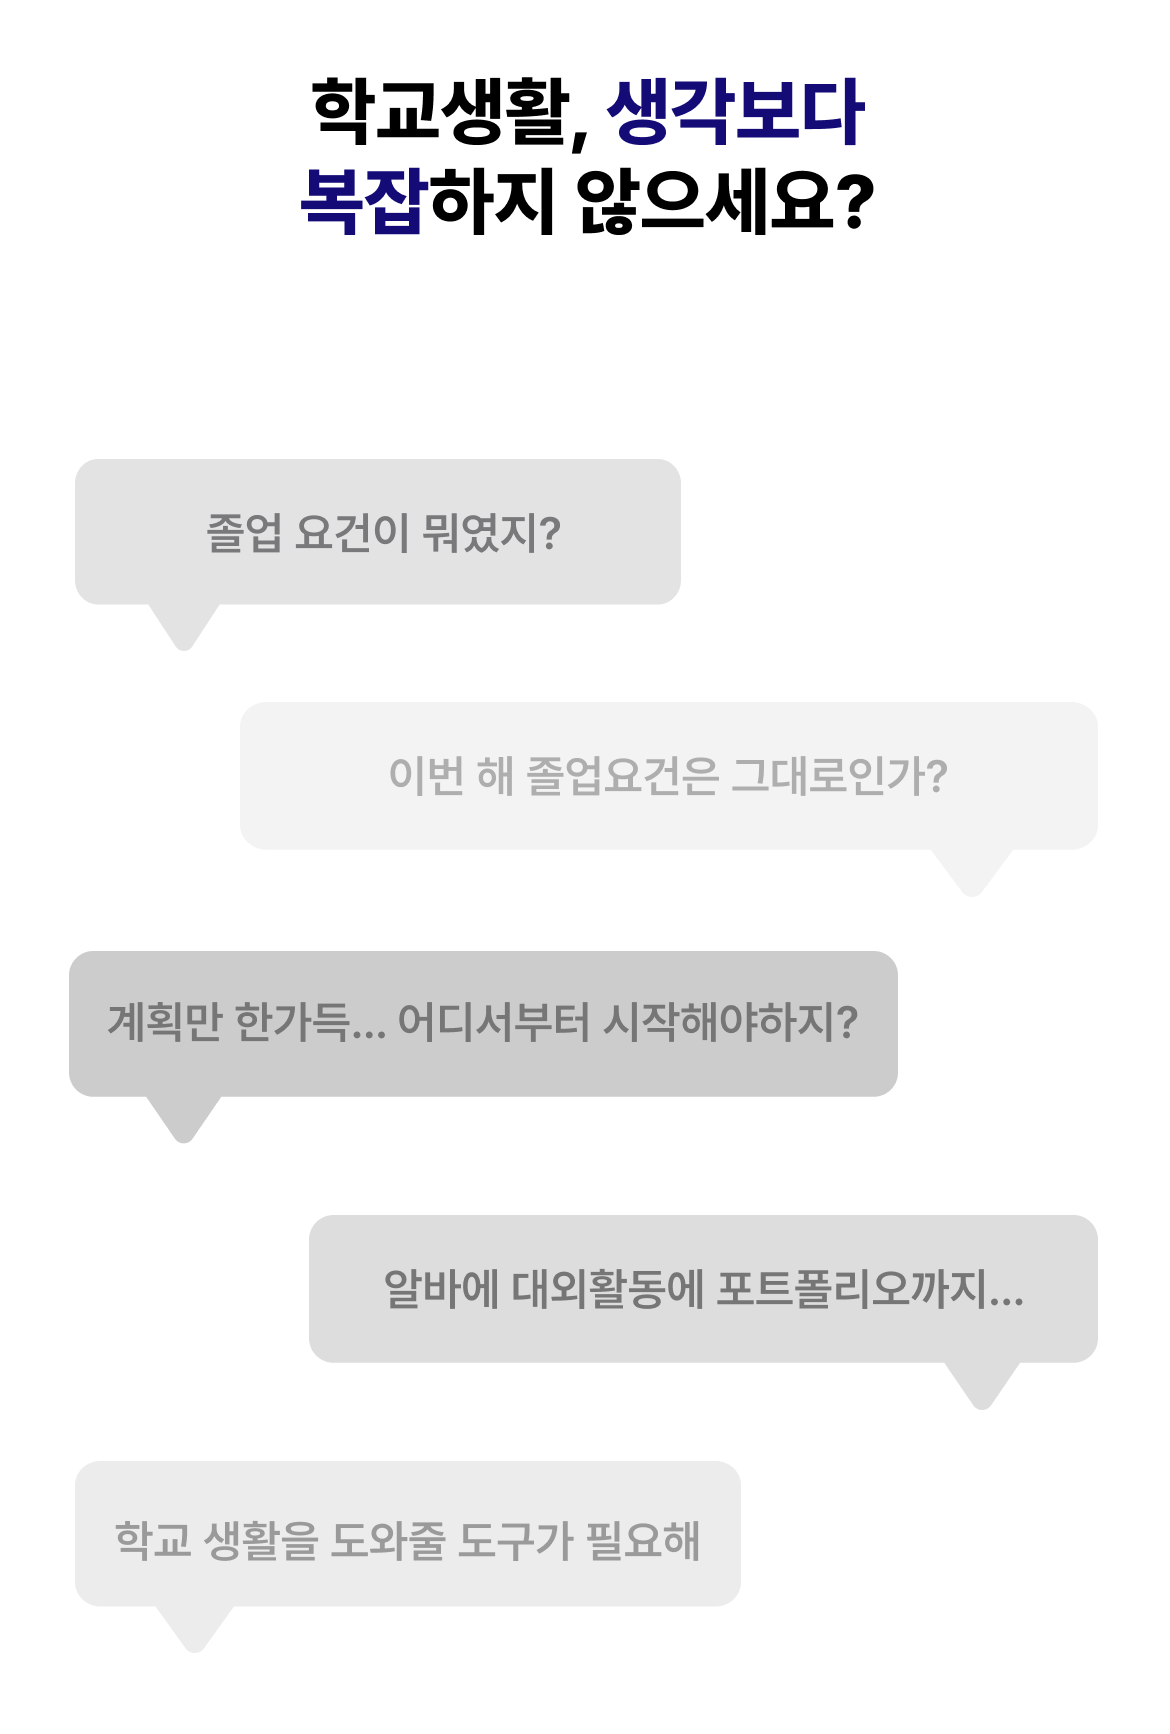 학교생활, 생각보다
복잡하지 않으세요?
졸업 요건이 뭐였지?
이번 해 졸업요건은 그대로인가?
계획만 한가득... 어디서부터 시작해야하지?
알바에 대외활동에 포트폴리오까지...
학교 생활을 도와줄 도구가 필요해